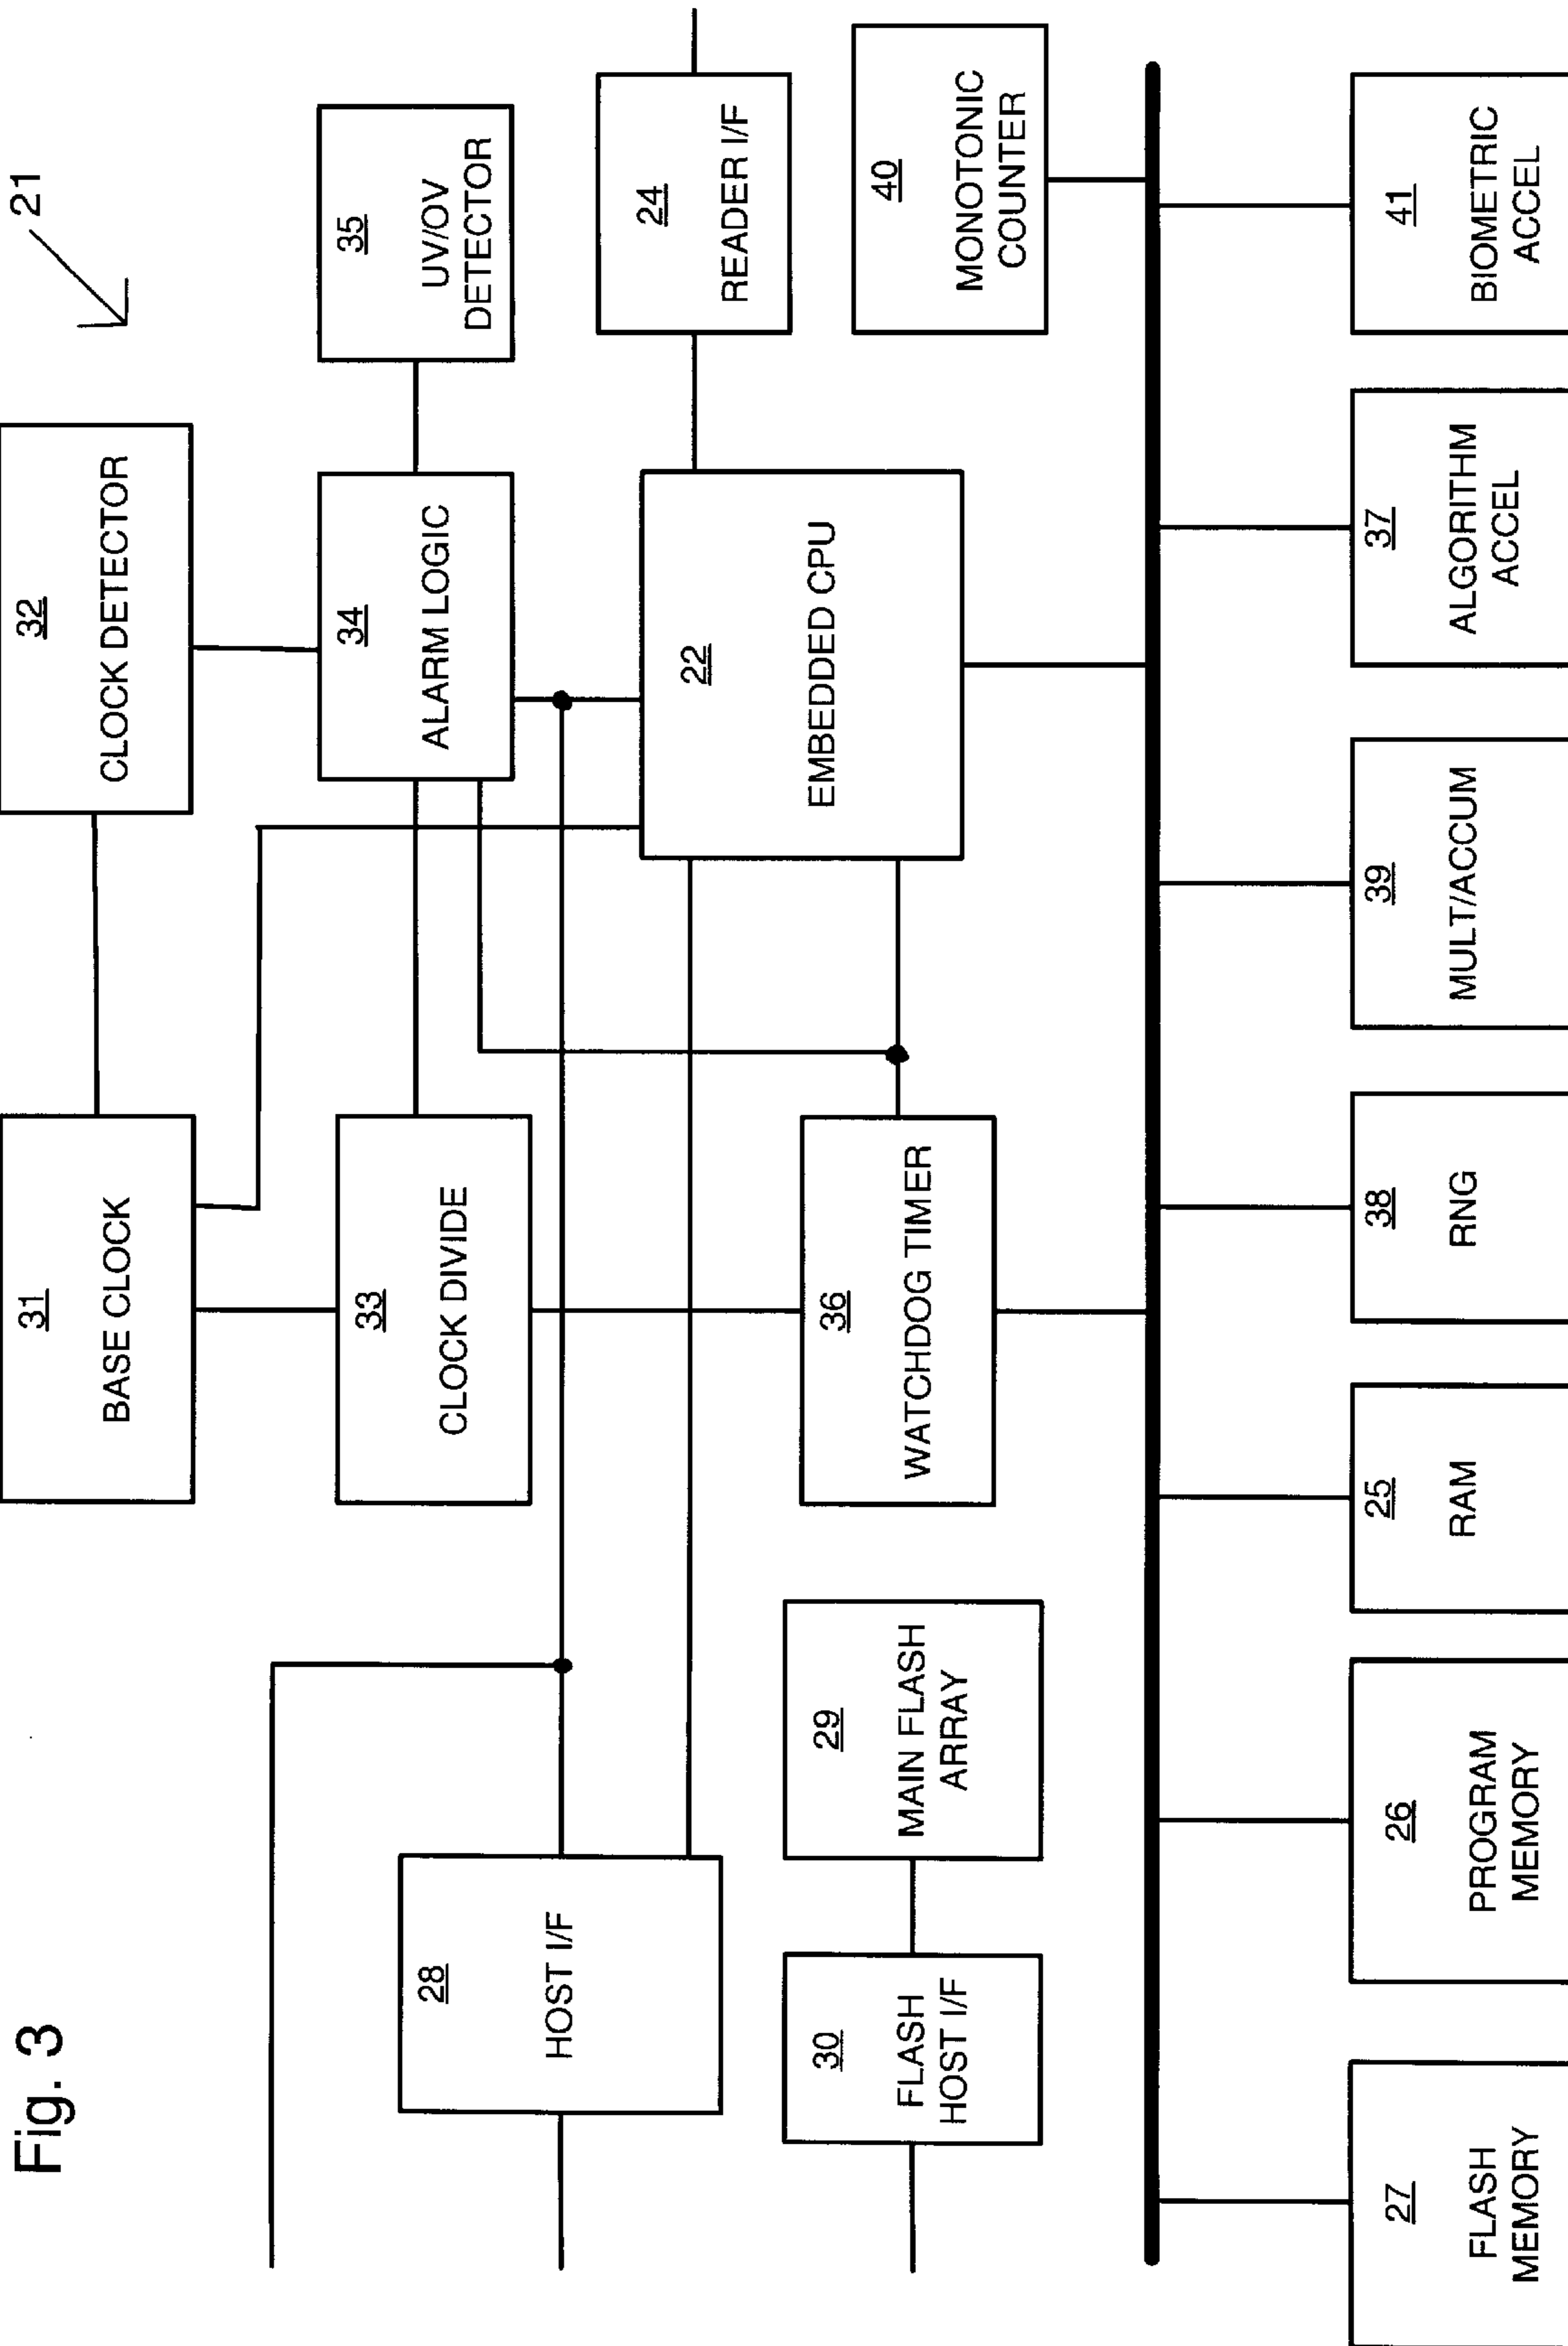 Fig. 3
21
31
BASE CLOCK
32
CLOCK DETECTOR
33
CLOCK DIVIDE
34
ALARM LOGIC
35
UV/OV
DETECTOR
28
HOST I/F
22
EMBEDDED CPU
24
READER I/F
30
FLASH
HOST I/F
29
MAIN FLASH
ARRAY
36
WATCHDOG TIMER
40
MONOTONIC
COUNTER
27
FLASH
MEMORY
26
PROGRAM
MEMORY
25
RAM
38
RNG
39
MULT/ACCUM
37
ALGORITHM
ACCEL
41
BIOMETRIC
ACCEL